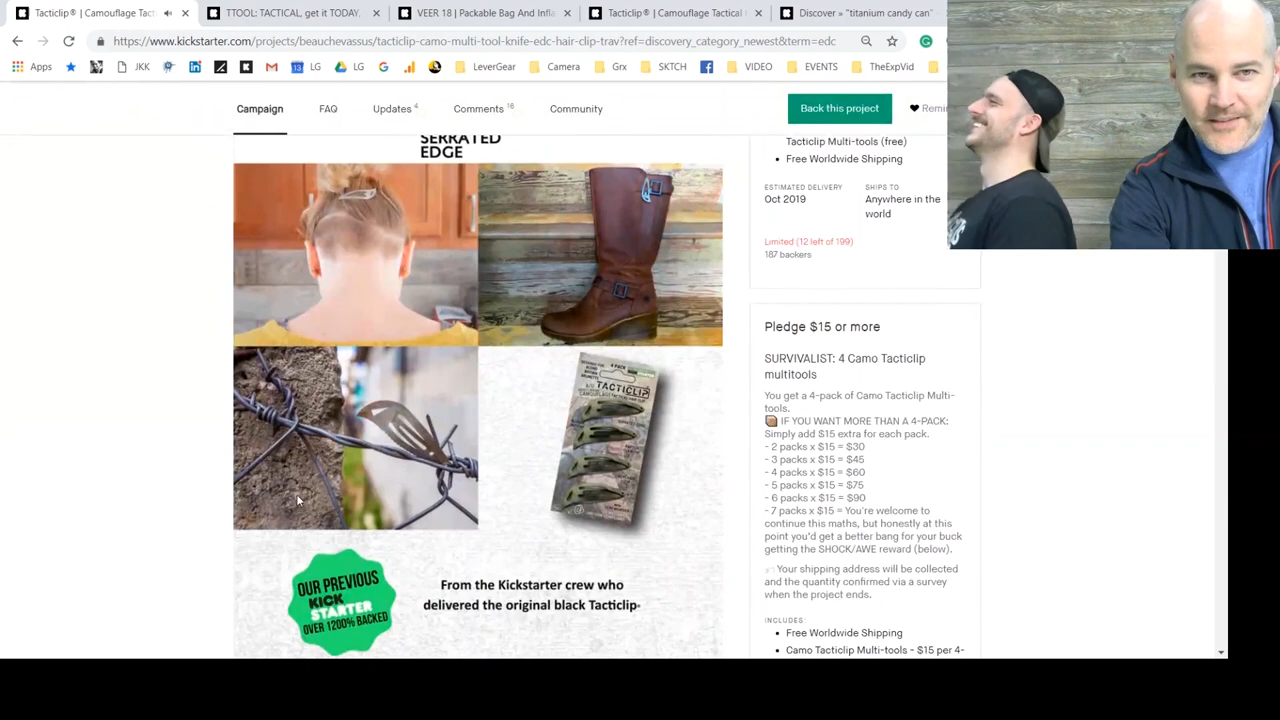 Tacticlip® | Camouflage Tact
TTOOL: TACTICAL, get it TODAY,
VEER 18 | Packable Bag And Infla
Tacticlip® | Camouflage Tactical
Discover » "titanium candy can"
https://www.kickstarter.com/projects/beauchevassus/tacticlip-camo-multi-tool-knife-edc-hair-clip-trav?ref=discovery_category_newest&term=edc
Apps
JKK
LG
LG
LeverGear
Camera
Grx
SKTCH
VIDEO
EVENTS
TheExpVid
Campaign
FAQ
Updates 4
Comments 16
Community
Back this project
Remi
SERRATED
EDGE
TACTICLIP
OUR PREVIOUS
KICK
STARTER
OVER 1200% BACKED
From the Kickstarter crew who
delivered the original black Tacticlip®
Tacticlip Multi-tools (free)
• Free Worldwide Shipping
ESTIMATED DELIVERY
Oct 2019
SHIPS TO
Anywhere in the
world
Limited (12 left of 199)
187 backers
Pledge $15 or more
SURVIVALIST: 4 Camo Tacticlip
multitools
You get a 4-pack of Camo Tacticlip Multi-
tools.
IF YOU WANT MORE THAN A 4-PACK:
Simply add $15 extra for each pack.
- 2 packs x $15 = $30
- 3 packs x $15 = $45
- 4 packs x $15 = $60
- 5 packs x $15 = $75
- 6 packs x $15 = $90
- 7 packs x $15 = You're welcome to
continue this maths, but honestly at this
point you'd get a better bang for your buck
getting the SHOCK/AWE reward (below).
Your shipping address will be collected
and the quantity confirmed via a survey
when the project ends.
INCLUDES:
• Free Worldwide Shipping
• Camo Tacticlip Multi-tools - $15 per 4-